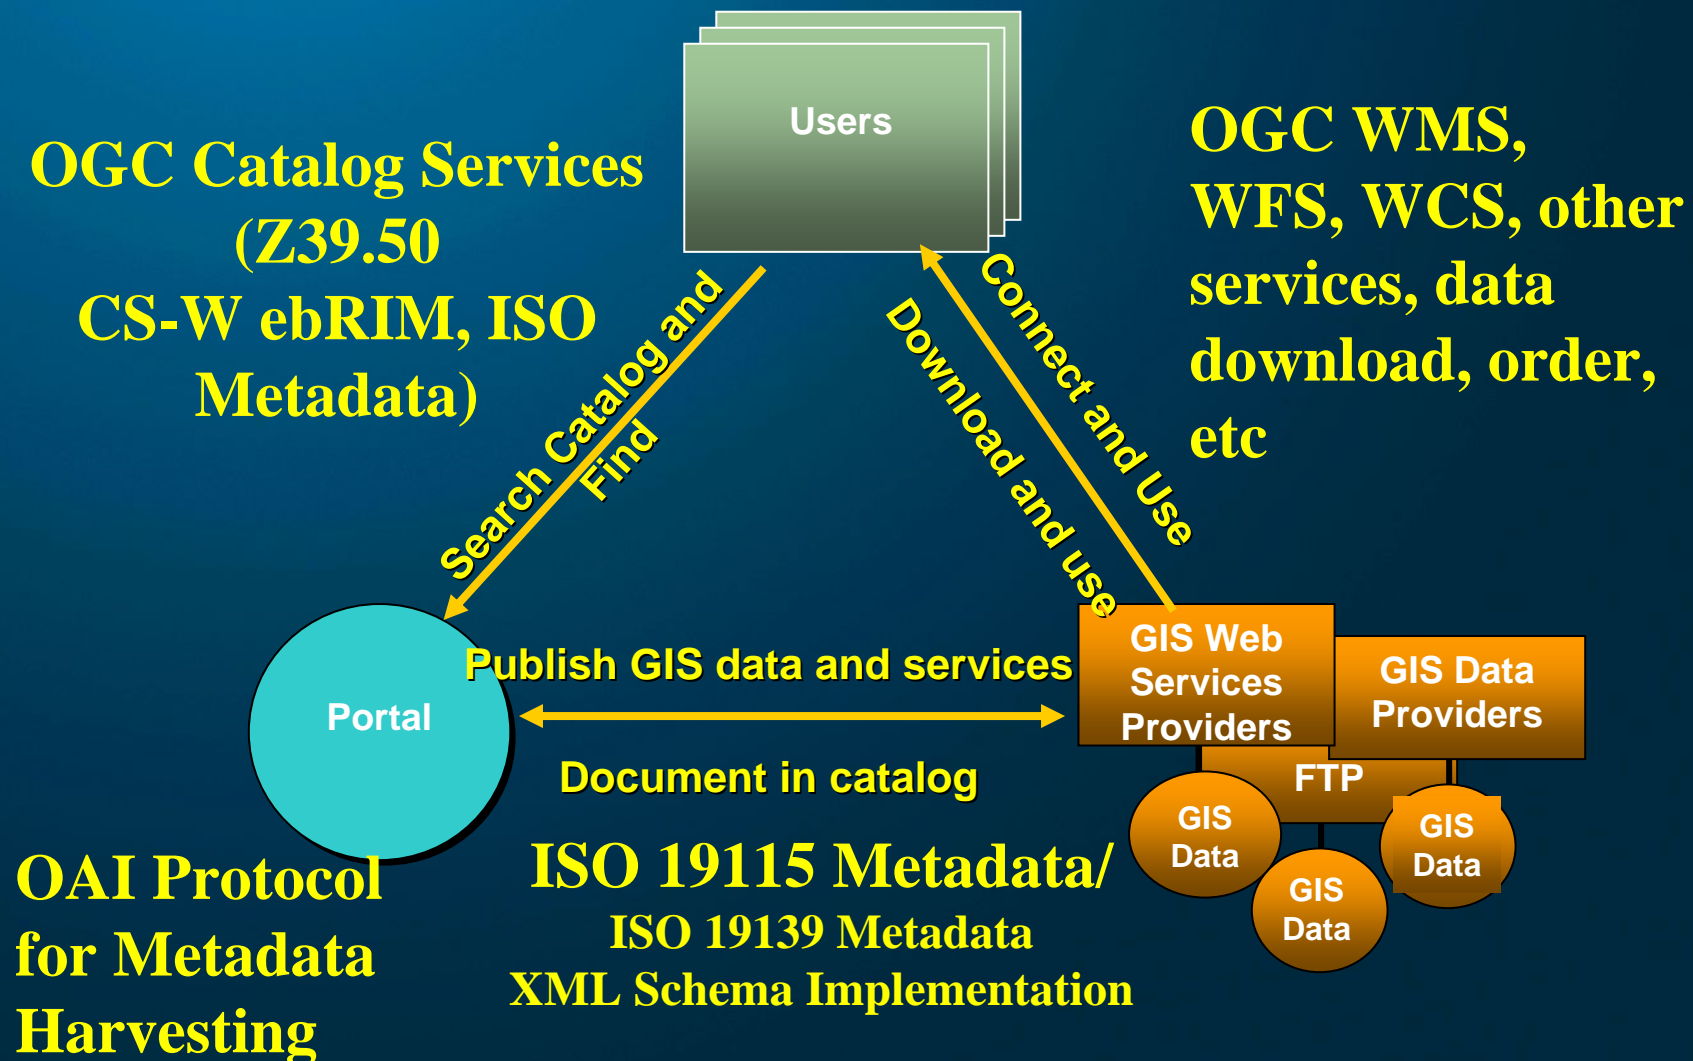 Users
OGC Catalog Services
(Z39.50
CS-W ebRIM, ISO
Metadata)
OGC WMS,
WFS, WCS, other
services, data
download, order,
etc
Search Catalog and
Find
Connect and Use
Download and use
Portal
Publish GIS data and services
Document in catalog
GIS Web
Services
Providers
GIS Data
Providers
FTP
GIS
Data
GIS
Data
GIS
Data
OAI Protocol
for Metadata
Harvesting
ISO 19115 Metadata/
ISO 19139 Metadata
XML Schema Implementation